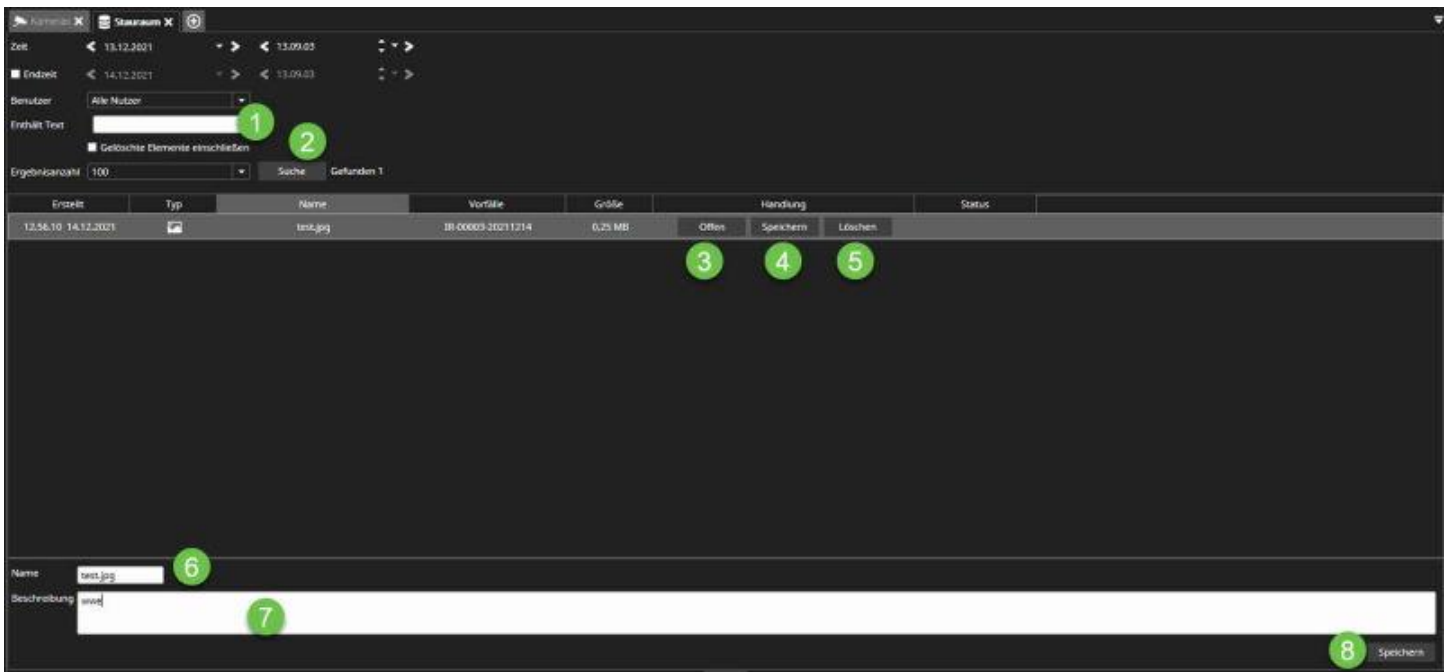 Kameras Stauraum
Zeit 13.12.2021 13.09.03
Endzeit 14.12.2021 13.09.03
Benutzer Alle Nutzer
Enthält Text 1
Gelöschte Elemente einschließen 2
Ergebnisanzahl 100 Suche Gefunden 1
Erstellt Typ Name Vorfälle Größe Handlung Status
12.56.10 14.12.2021 test.jpg IR-00003-20211214 0,25 MB Offen Speichern Löschen
3 4 5
Name test.jpg 6
Beschreibung 7
8 Speichern